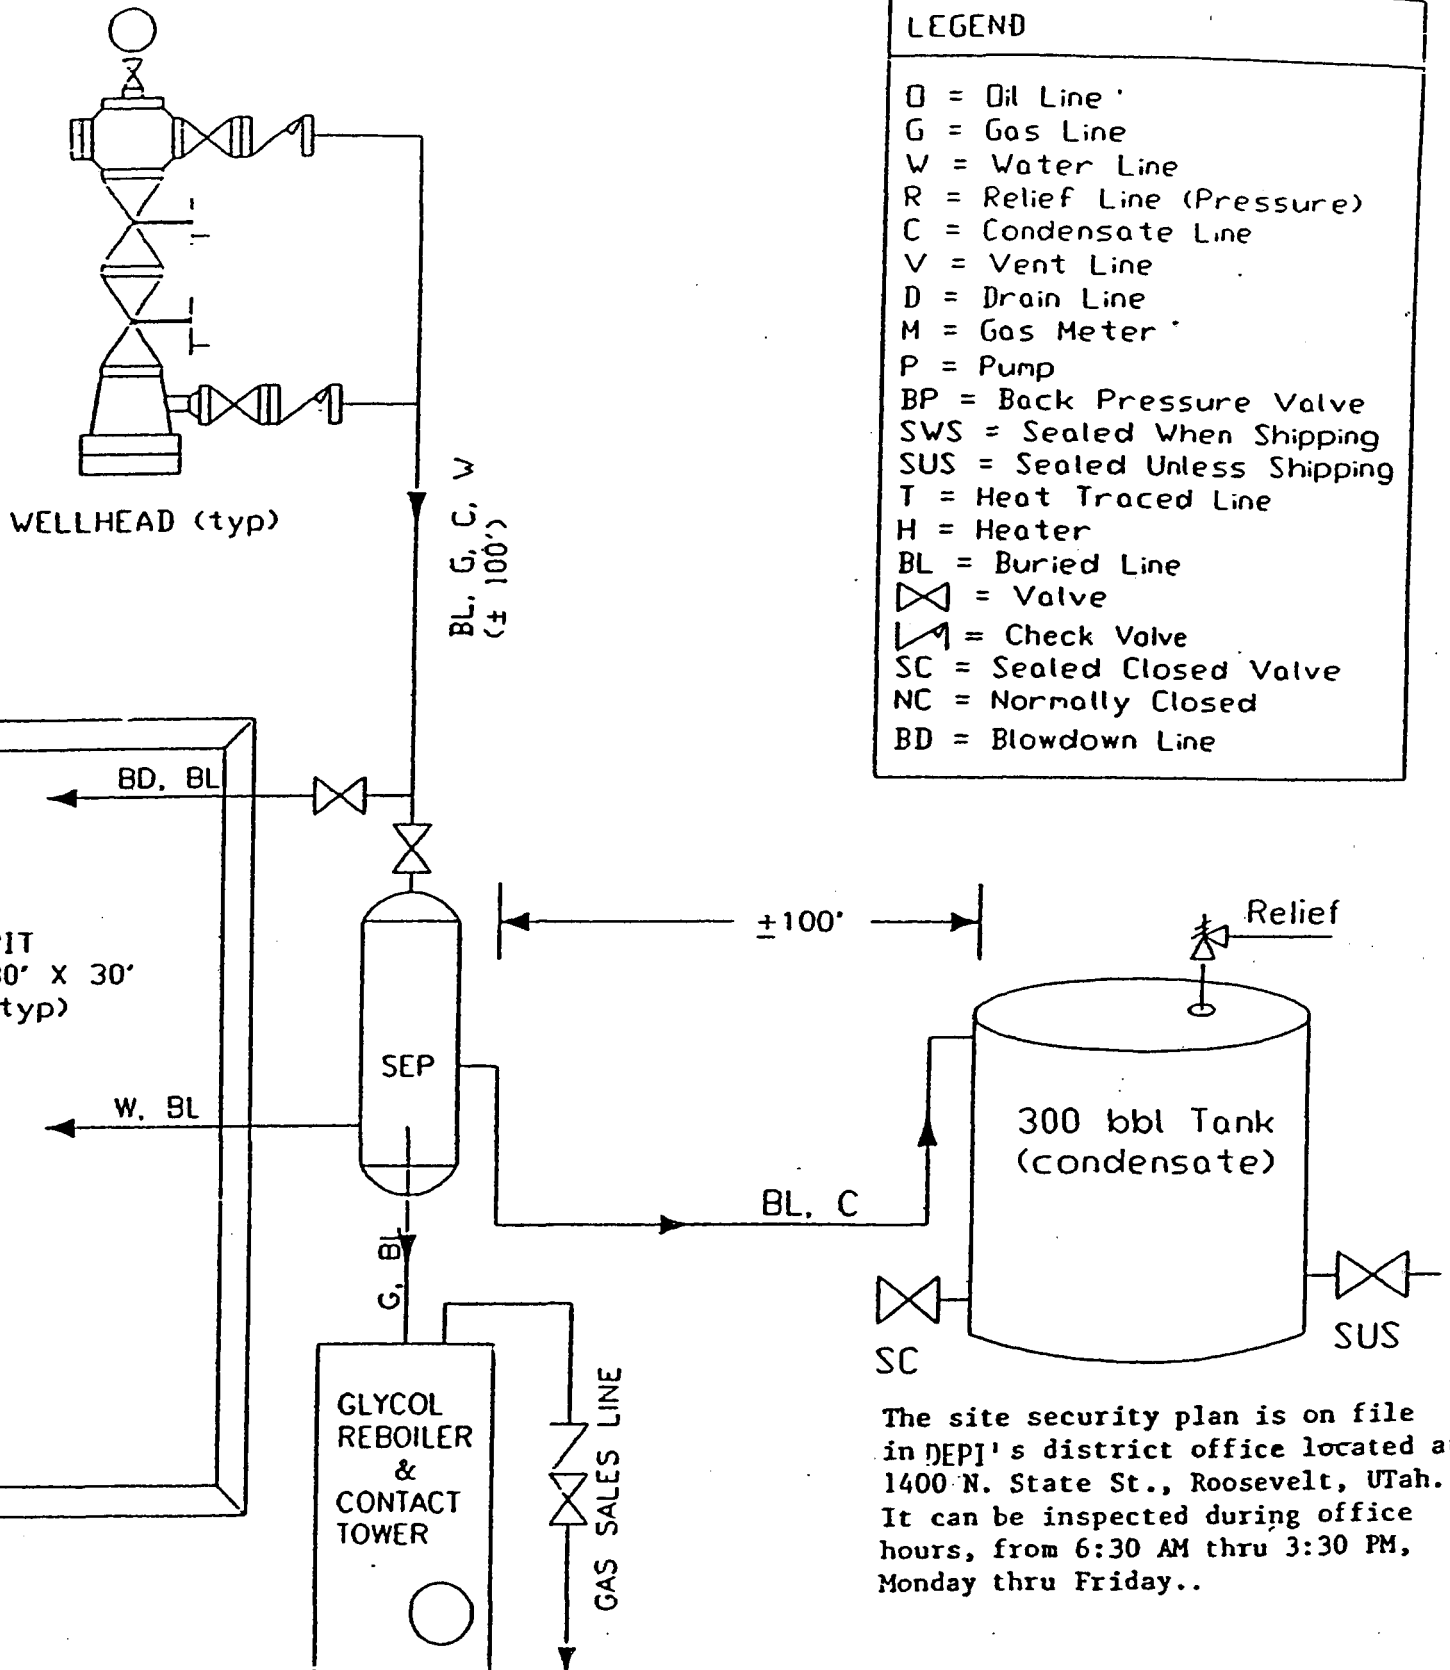 LEGEND
O = Oil Line
G = Gas Line
W = Water Line
R = Relief Line (Pressure)
C = Condensate Line
V = Vent Line
D = Drain Line
M = Gas Meter
P = Pump
BP = Back Pressure Valve
SWS = Sealed When Shipping
SUS = Sealed Unless Shipping
T = Heat Traced Line
H = Heater
BL = Buried Line
= Valve
= Check Valve
SC = Sealed Closed Valve
NC = Normally Closed
BD = Blowdown Line
WELLHEAD (typ)
BL, G, C, W
(± 100')
BD, BL
±100'
Relief
IT
0' X 30'
typ)
SEP
W, BL
300 bbl Tank
(condensate)
BL, C
G, BL
SC
SUS
GLYCOL
REBOILER
&
CONTACT
TOWER
GAS SALES LINE
The site security plan is on file
in DEPI's district office located a
1400 N. State St., Roosevelt, UTah.
It can be inspected during office
hours, from 6:30 AM thru 3:30 PM,
Monday thru Friday..